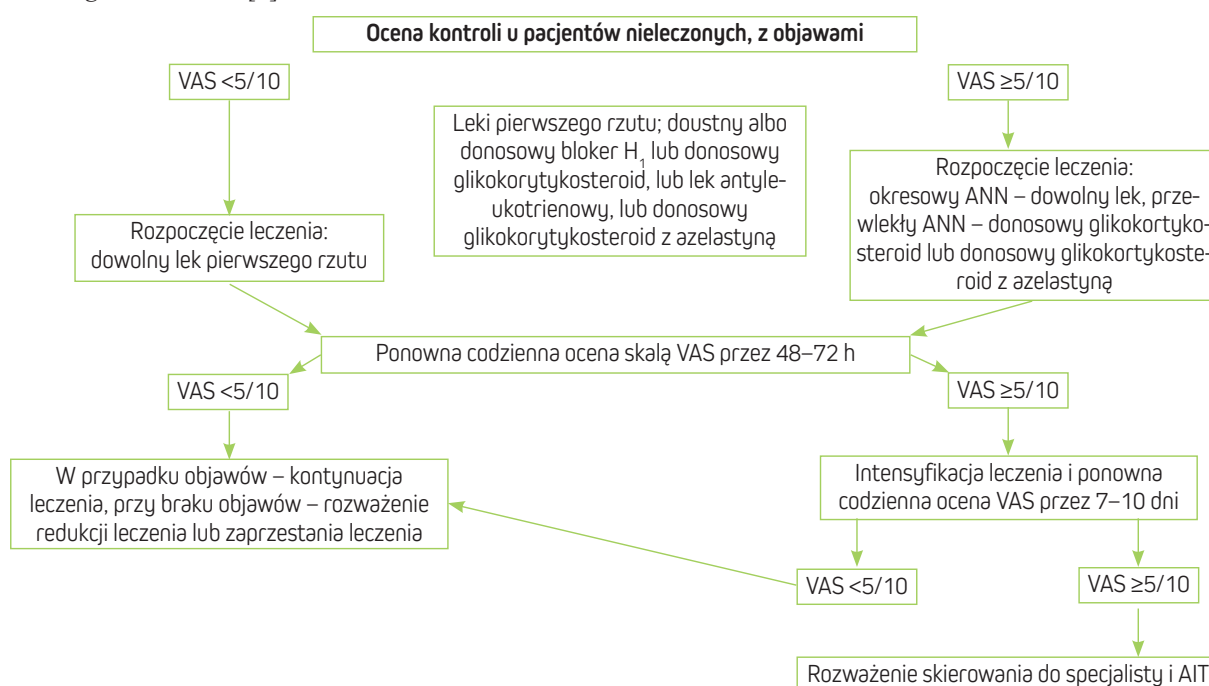 Ocena kontroli u pacjentów nieleczonych, z objawami
VAS <5/10
VAS ≥5/10
Leki pierwszego rzutu; doustny albo
donosowy bloker H1 lub donosowy
glikokorytykosteroid, lub lek antyle-
ukotrienowy, lub donosowy
glikokorytykosteroid z azelastyną
Rozpoczęcie leczenia:
dowolny lek pierwszego rzutu
Rozpoczęcie leczenia:
okresowy ANN – dowolny lek, prze-
wlekły ANN – donosowy glikokortyko-
steroid lub donosowy glikokortykoste-
roid z azelastyną
Ponowna codzienna ocena skalą VAS przez 48–72 h
VAS <5/10
VAS ≥5/10
W przypadku objawów – kontynuacja
leczenia, przy braku objawów – rozważenie
redukcji leczenia lub zaprzestania leczenia
Intensyfikacja leczenia i ponowna
codzienna ocena VAS przez 7–10 dni
VAS <5/10
VAS ≥5/10
Rozważenie skierowania do specjalisty i AIT